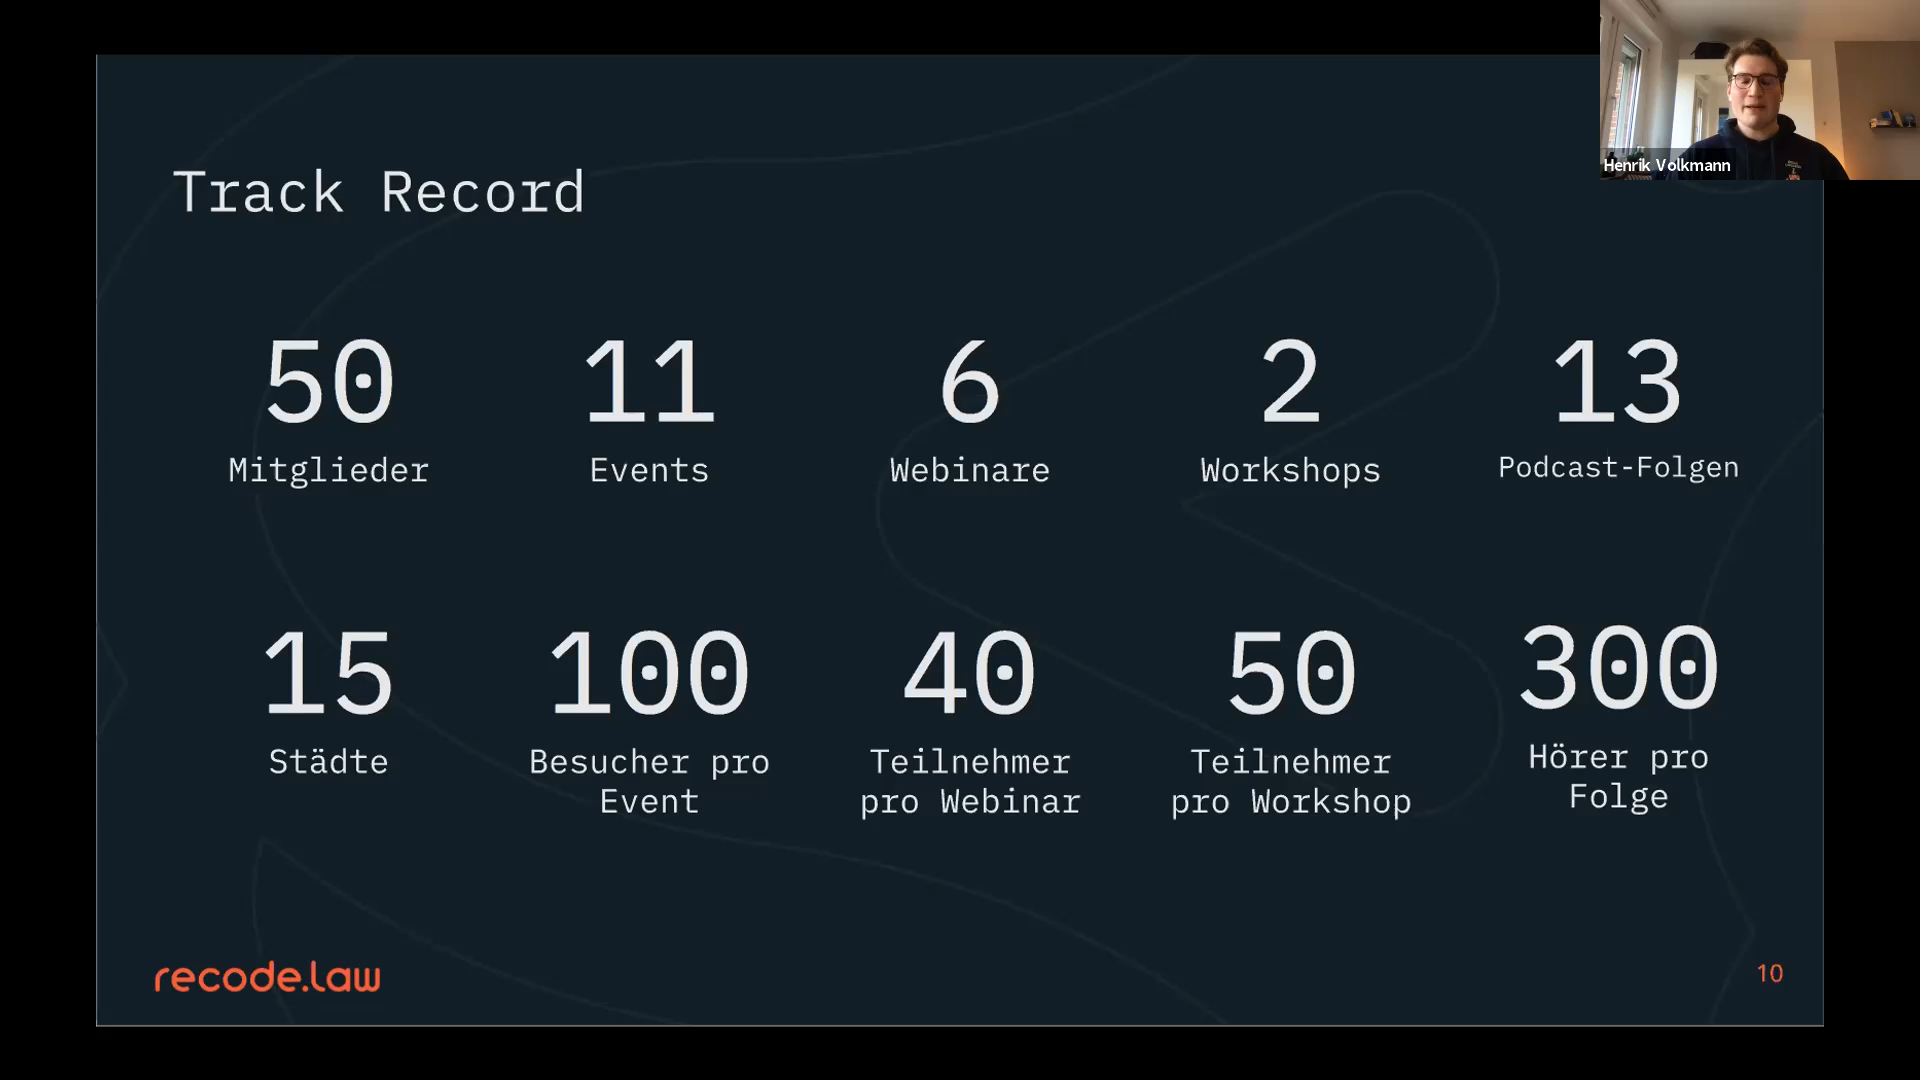 Henrik Volkmann
Track Record
50
Mitglieder
11
Events
6
Webinare
2
Workshops
13
Podcast-Folgen
15
Städte
100
Besucher pro
Event
40
Teilnehmer
pro Webinar
50
Teilnehmer
pro Workshop
300
Hörer pro
Folge
recode.law
10